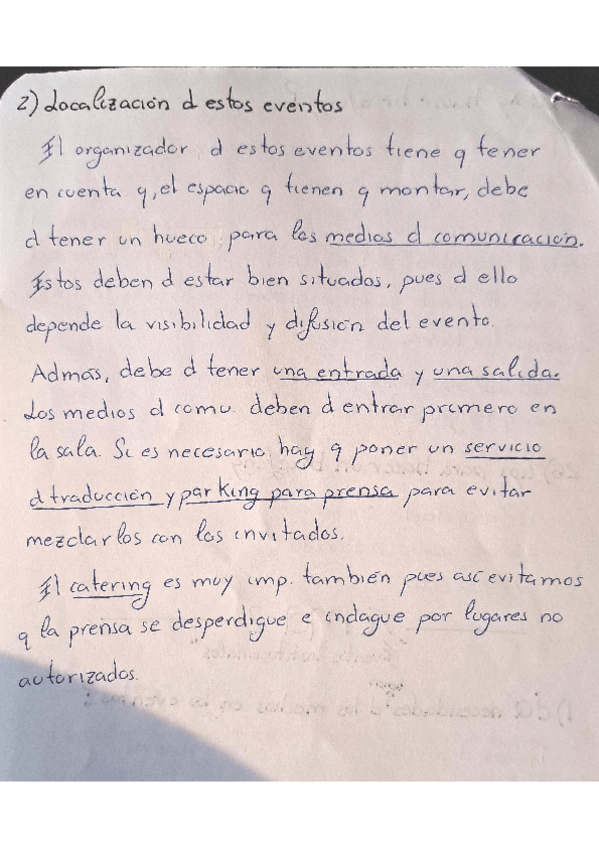 2) Localización d estos eventos
El organizador d estos eventos tiene q tener
en cuenta q, el espacio q tienen q montar, debe
d tener un hueco para los medios d comunicación.
Estos deben d estar bien situados, pues d ello
depende la visibilidad y difusión del evento.
Admás, debe d tener una entrada y una salida.
Los medios d comu. deben d entrar primero en
la sala. Si es necesario hay q poner un servicio
d traducción y parking para prensa para evitar
mezclarlos con los invitados.
El catering es muy imp. también pues así evitamos
q la prensa se desperdigue e indague por lugares no
autorizados.